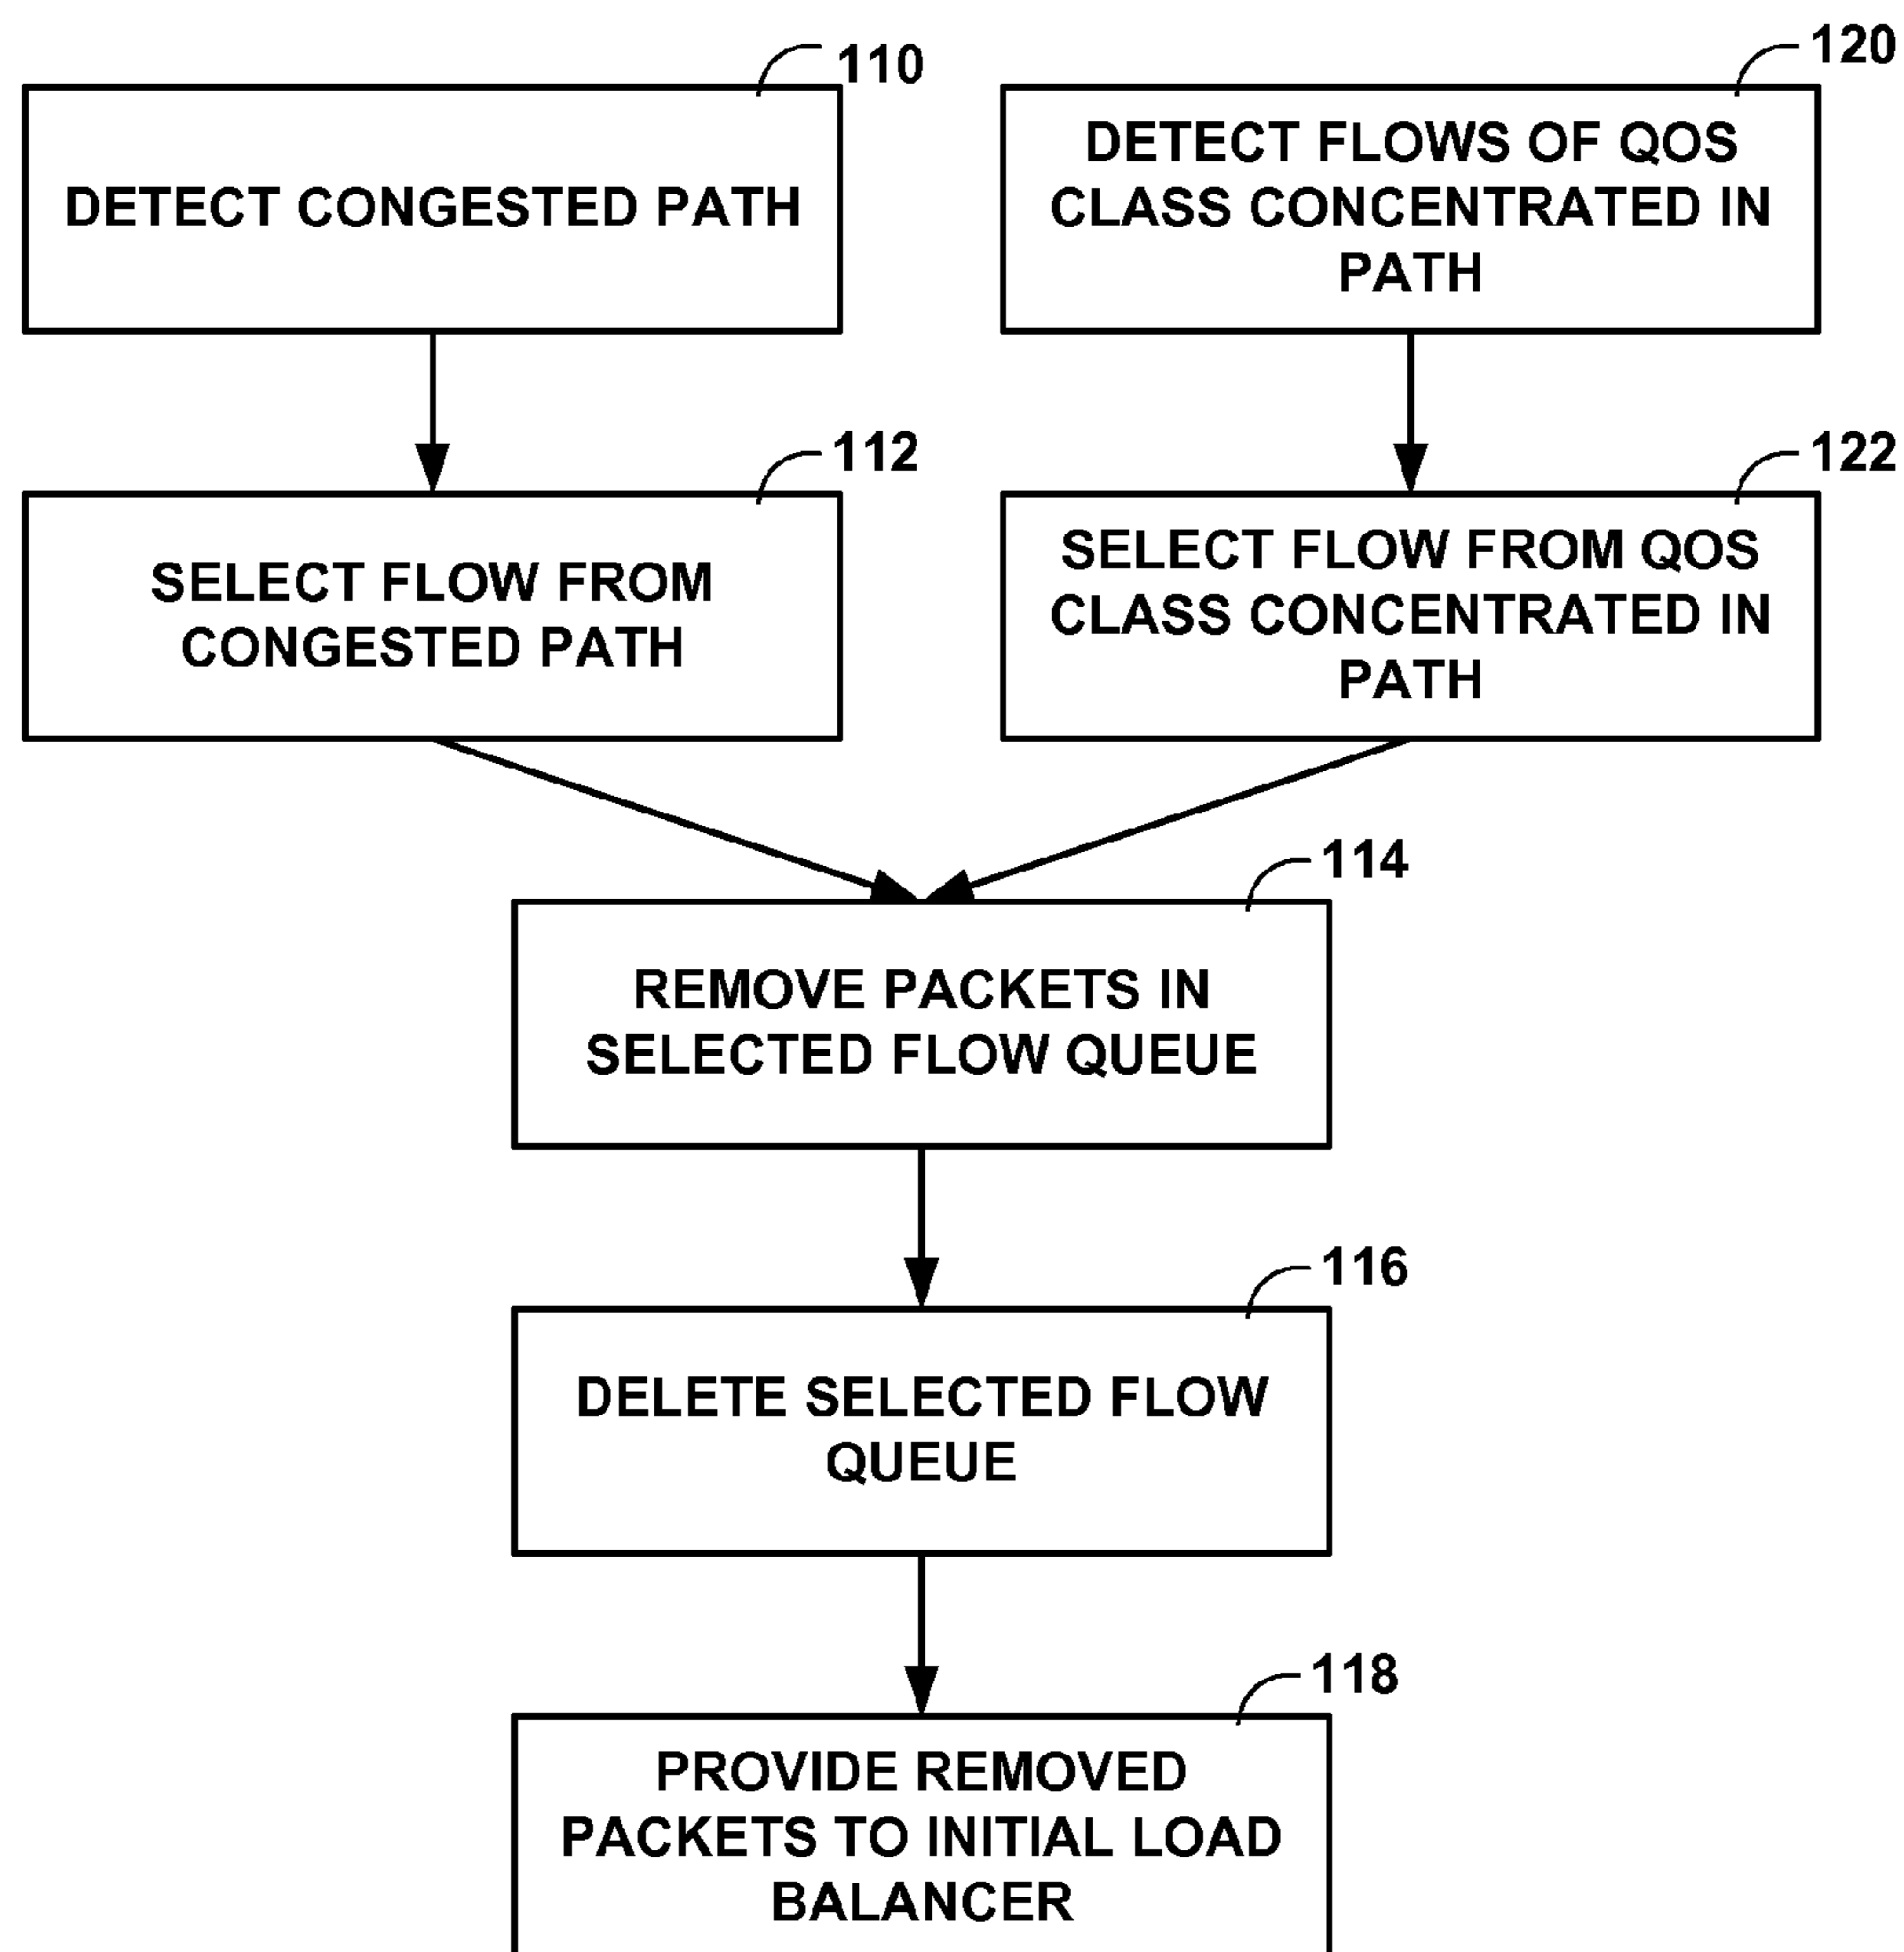 110
DETECT CONGESTED PATH
120
DETECT FLOWS OF QOS
CLASS CONCENTRATED IN
PATH
112
SELECT FLOW FROM
CONGESTED PATH
122
SELECT FLOW FROM QOS
CLASS CONCENTRATED IN
PATH
114
REMOVE PACKETS IN
SELECTED FLOW QUEUE
116
DELETE SELECTED FLOW
QUEUE
118
PROVIDE REMOVED
PACKETS TO INITIAL LOAD
BALANCER